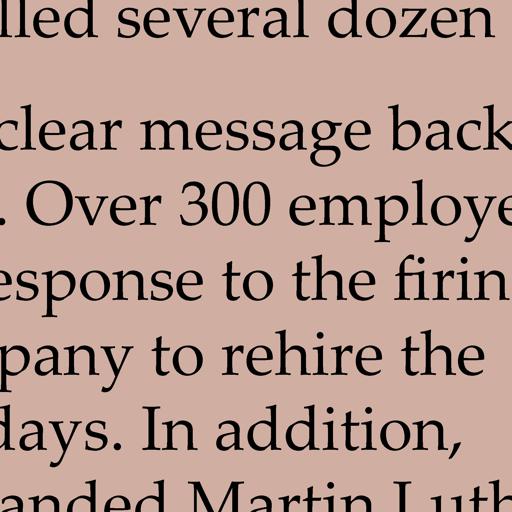 lled several dozen
clear message back
. Over 300 employe
esponse to the firin
pany to rehire the
days. In addition,
anded Martin Luth